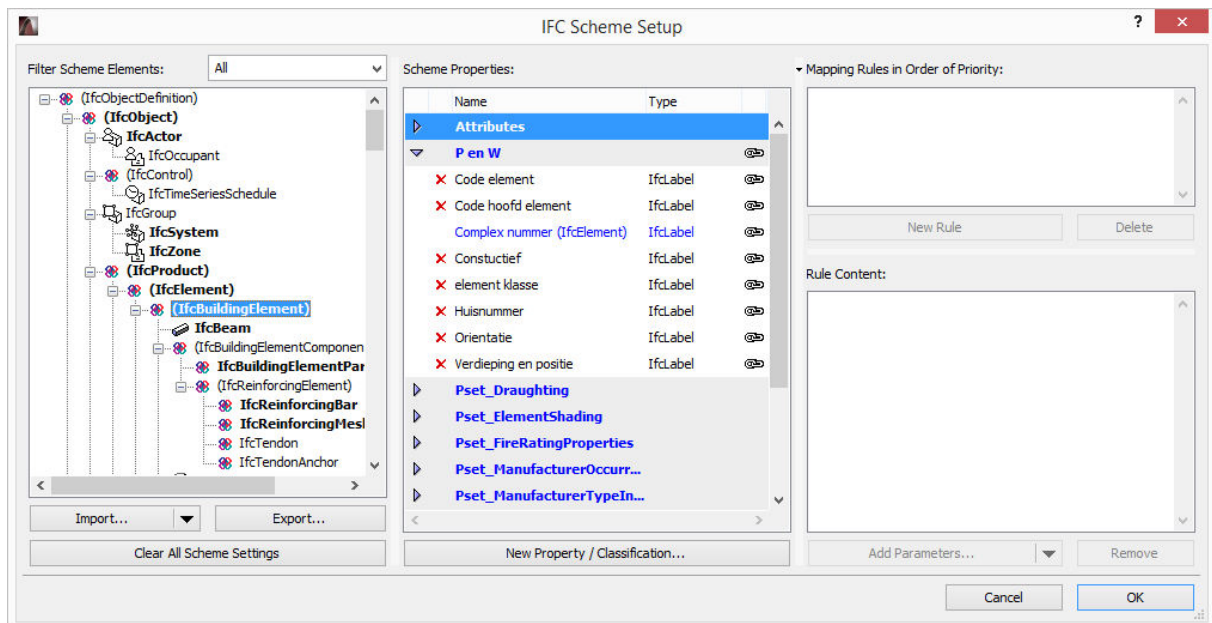 IFC Scheme Setup
?
Filter Scheme Elements:
All
(IfcObjectDefinition)
(IfcObject)
IfcActor
IfcOccupant
(IfcControl)
IfcTimeSeriesSchedule
IfcGroup
IfcSystem
IfcZone
(IfcProduct)
(IfcElement)
(IfcBuildingElement)
IfcBeam
(IfcBuildingElementComponen
IfcBuildingElementPar
(IfcReinforcingElement)
IfcReinforcingBar
IfcReinforcingMesl
IfcTendon
IfcTendonAnchor
Import...
Export...
Clear All Scheme Settings
Scheme Properties:
Name Type
Attributes
P en W
Code element IfcLabel
Code hoofd element IfcLabel
Complex nummer (IfcElement) IfcLabel
Constuctief IfcLabel
element klasse IfcLabel
Huisnummer IfcLabel
Orientatie IfcLabel
Verdieping en positie IfcLabel
Pset_Draughting
Pset_ElementShading
Pset_FireRatingProperties
Pset_ManufacturerOccurr...
Pset_ManufacturerTypeIn...
New Property / Classification...
Mapping Rules in Order of Priority:
New Rule
Delete
Rule Content:
Add Parameters...
Remove
Cancel
OK